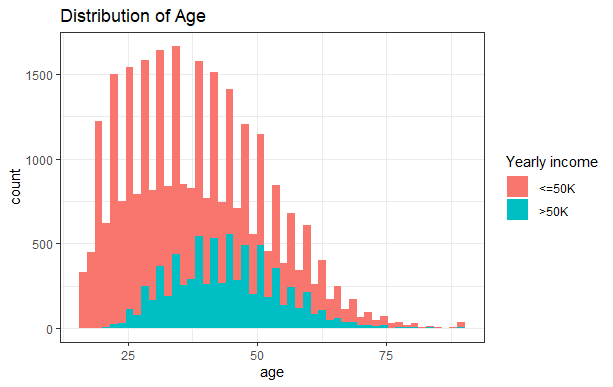 Distribution of Age
1500
1000
500
0
count
25
50
75
age
Yearly income
<=50K
>50K